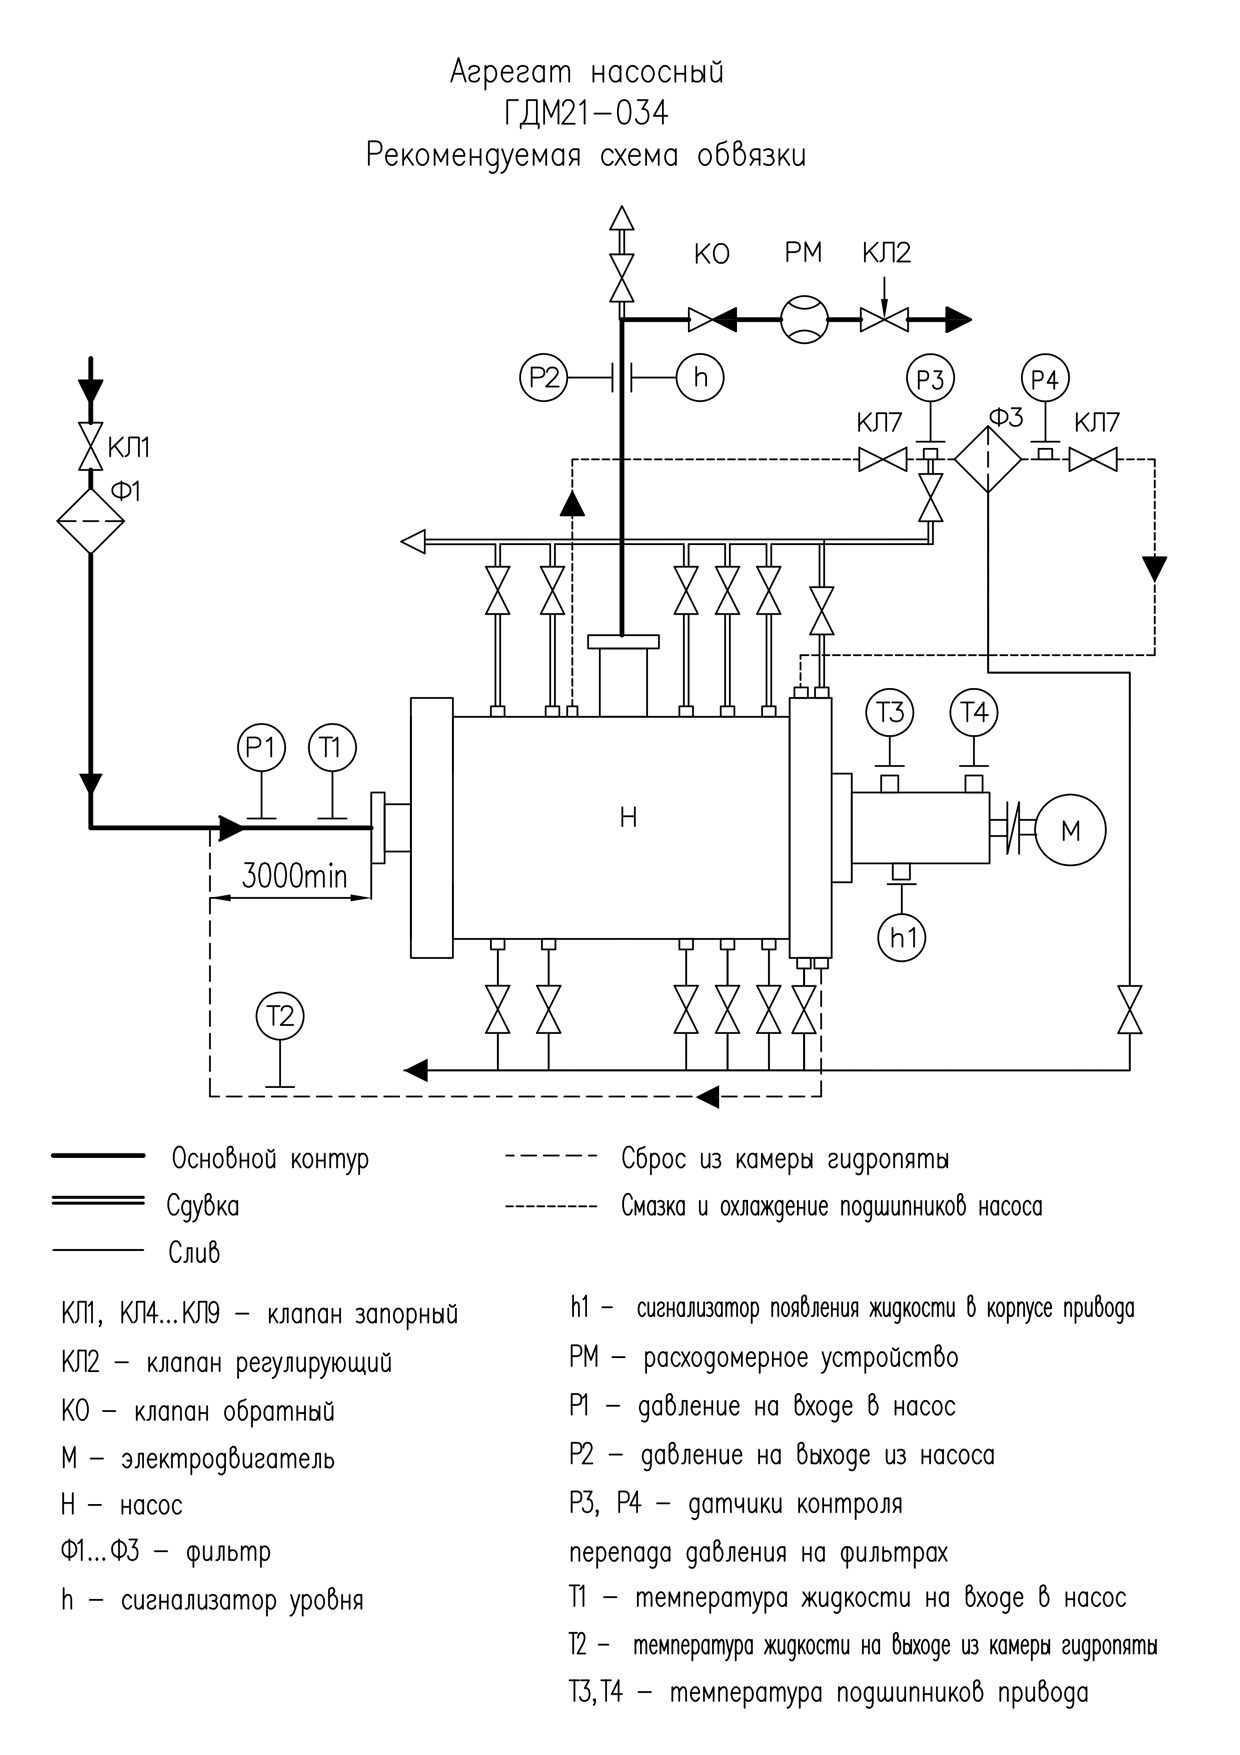 Агрегат насосный
ГДМ21-034
Рекомендуемая схема обвязки
КО
РМ
КЛ2
Р2
h
Р3
Р4
КЛ7
Ф3
КЛ7
КЛ1
Ф1
Т3
Т4
Р1
Т1
Н
М
3000min
h1
Т2
Основной контур
Сдувка
Слив
Сброс из камеры гидропяты
Смазка и охлаждение подшипников насоса
КЛ1, КЛ4...КЛ9 – клапан запорный
КЛ2 – клапан регулирующий
КО – клапан обратный
М – электродвигатель
Н – насос
Ф1...Ф3 – фильтр
h – сигнализатор уровня
h1 – сигнализатор появления жидкости в корпусе привода
РМ – расходомерное устройство
Р1 – давление на входе в насос
Р2 – давление на выходе из насоса
Р3, Р4 – датчики контроля
перепада давления на фильтрах
Т1 – температура жидкости на входе в насос
Т2 – температура жидкости на выходе из камеры гидропяты
Т3,Т4 – температура подшипников привода